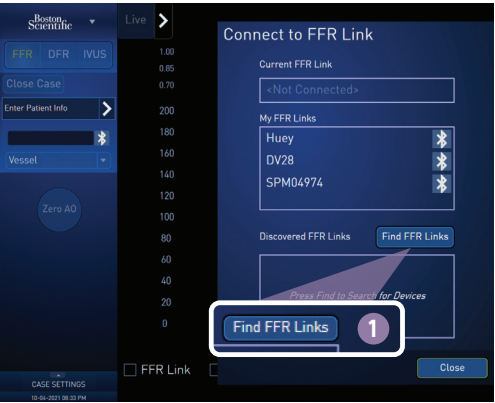 Boston
Scientific
Live
FFR DFR IVUS
Close Case
Enter Patient Info
Vessel
Zero AO
CASE SETTINGS
10-04-2021 08:33 PM
1.00
0.85
0.70
200
180
160
140
120
100
80
60
40
20
0
FFR Link
Connect to FFR Link
Current FFR Link
<Not Connected>
My FFR Links
Huey
DV28
SPM04974
Discovered FFR Links
Find FFR Links
Press Find to Search for Devices
Find FFR Links
1
Close